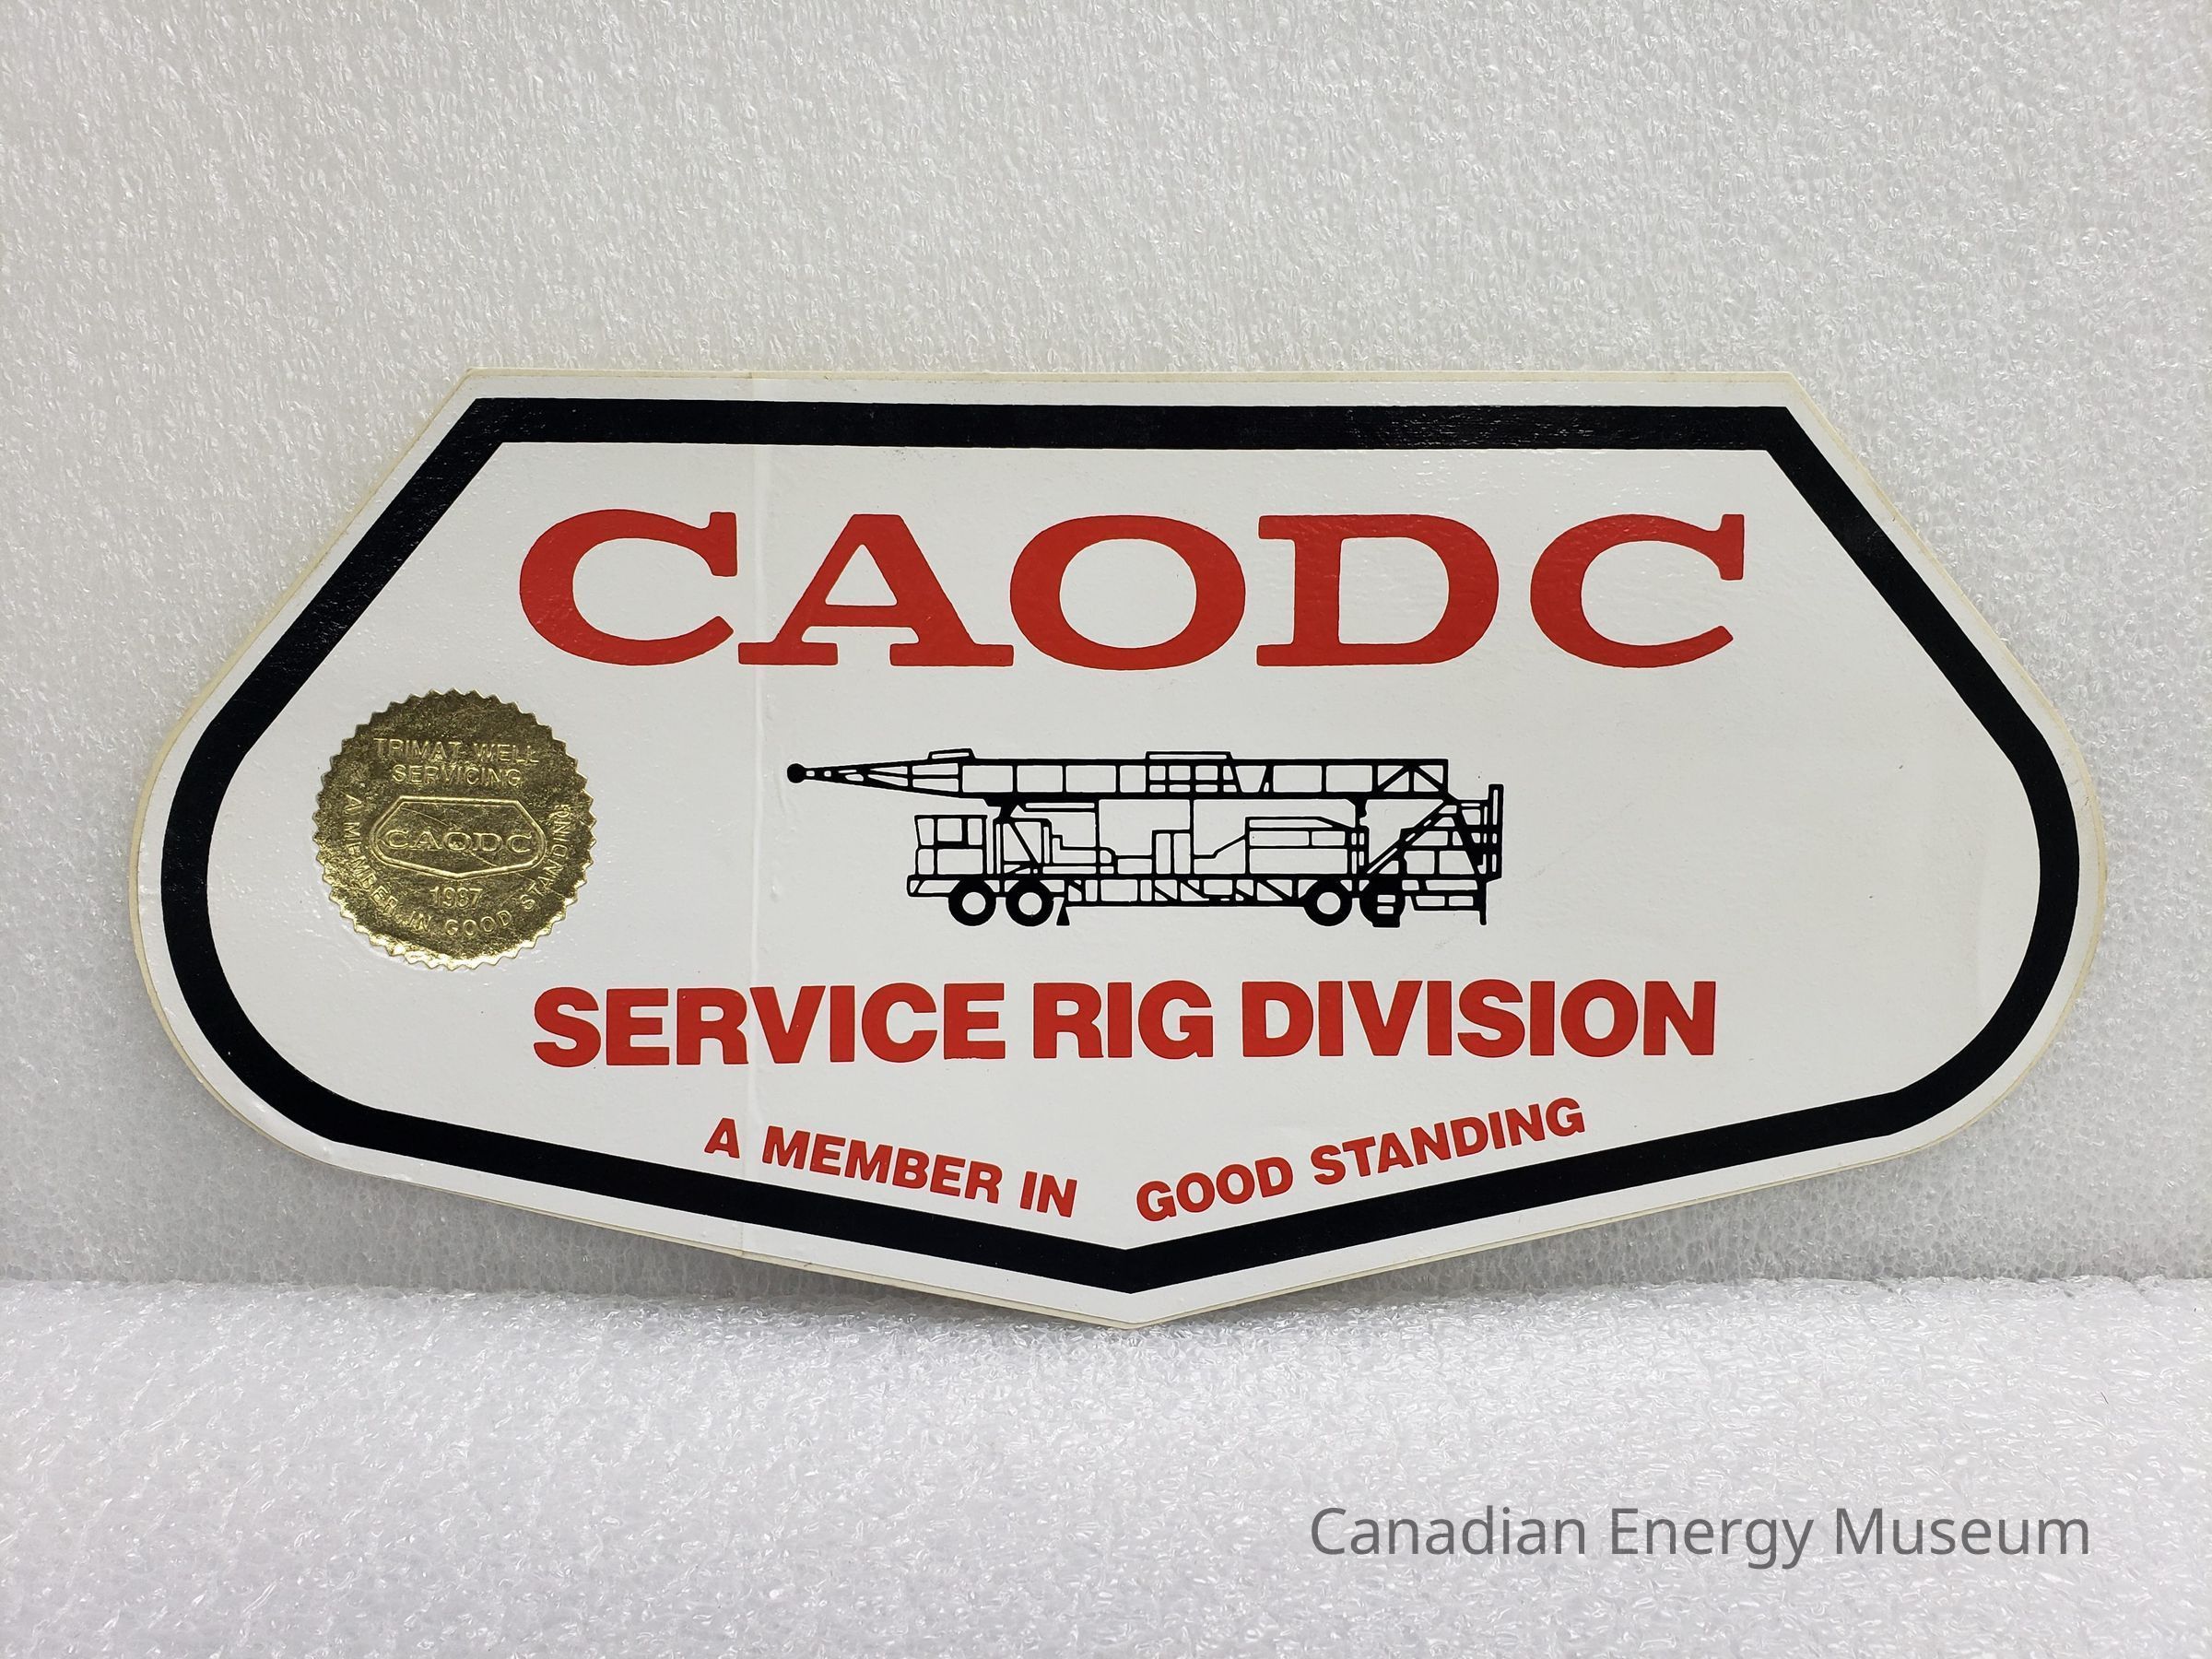 CAODC
TRIMAT WELL
SERVICING
CAODC
1987
A MEMBER IN GOOD STANDING
SERVICE RIG DIVISION
A MEMBER IN GOOD STANDING
Canadian Energy Museum